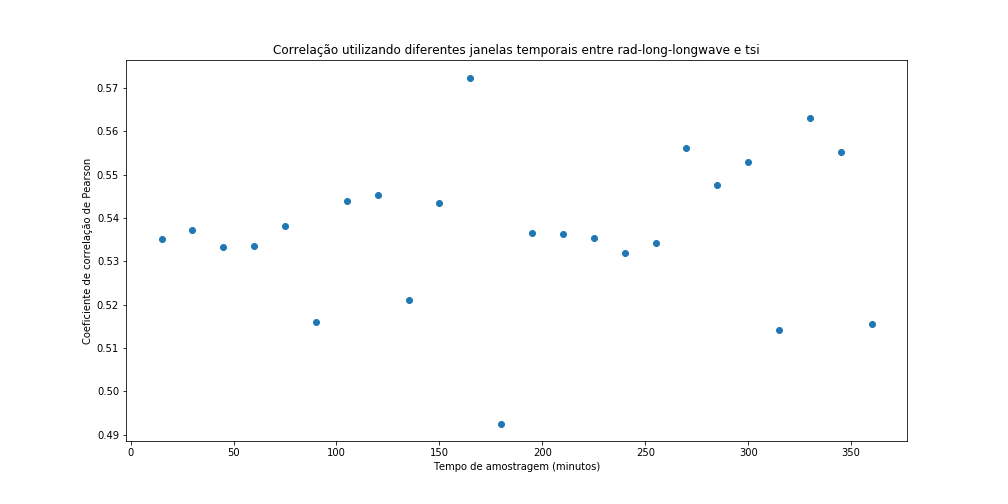 Correlação utilizando diferentes janelas temporais entre rad-long-longwave e tsi
Coeficiente de correlação de Pearson
0.57
0.56
0.55
0.54
0.53
0.52
0.51
0.50
0.49
0 50 100 150 200 250 300 350
Tempo de amostragem (minutos)